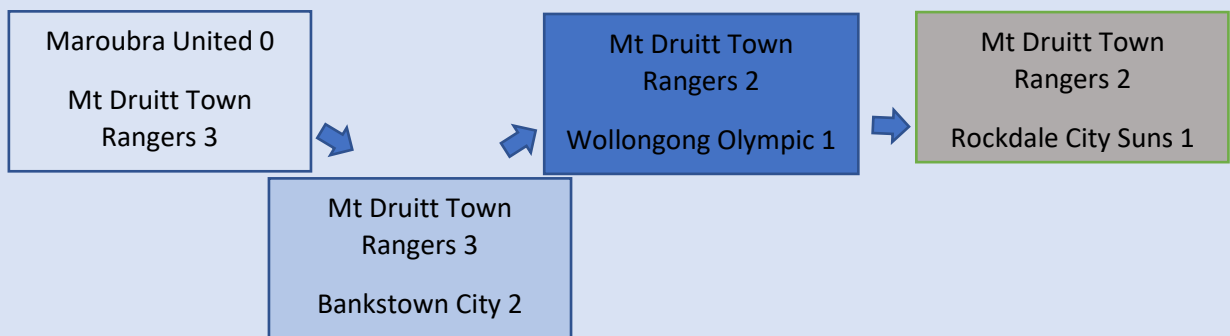 Maroubra United 0
Mt Druitt Town
Rangers 3
Mt Druitt Town
Rangers 3
Bankstown City 2
Mt Druitt Town
Rangers 2
Wollongong Olympic 1
Mt Druitt Town
Rangers 2
Rockdale City Suns 1